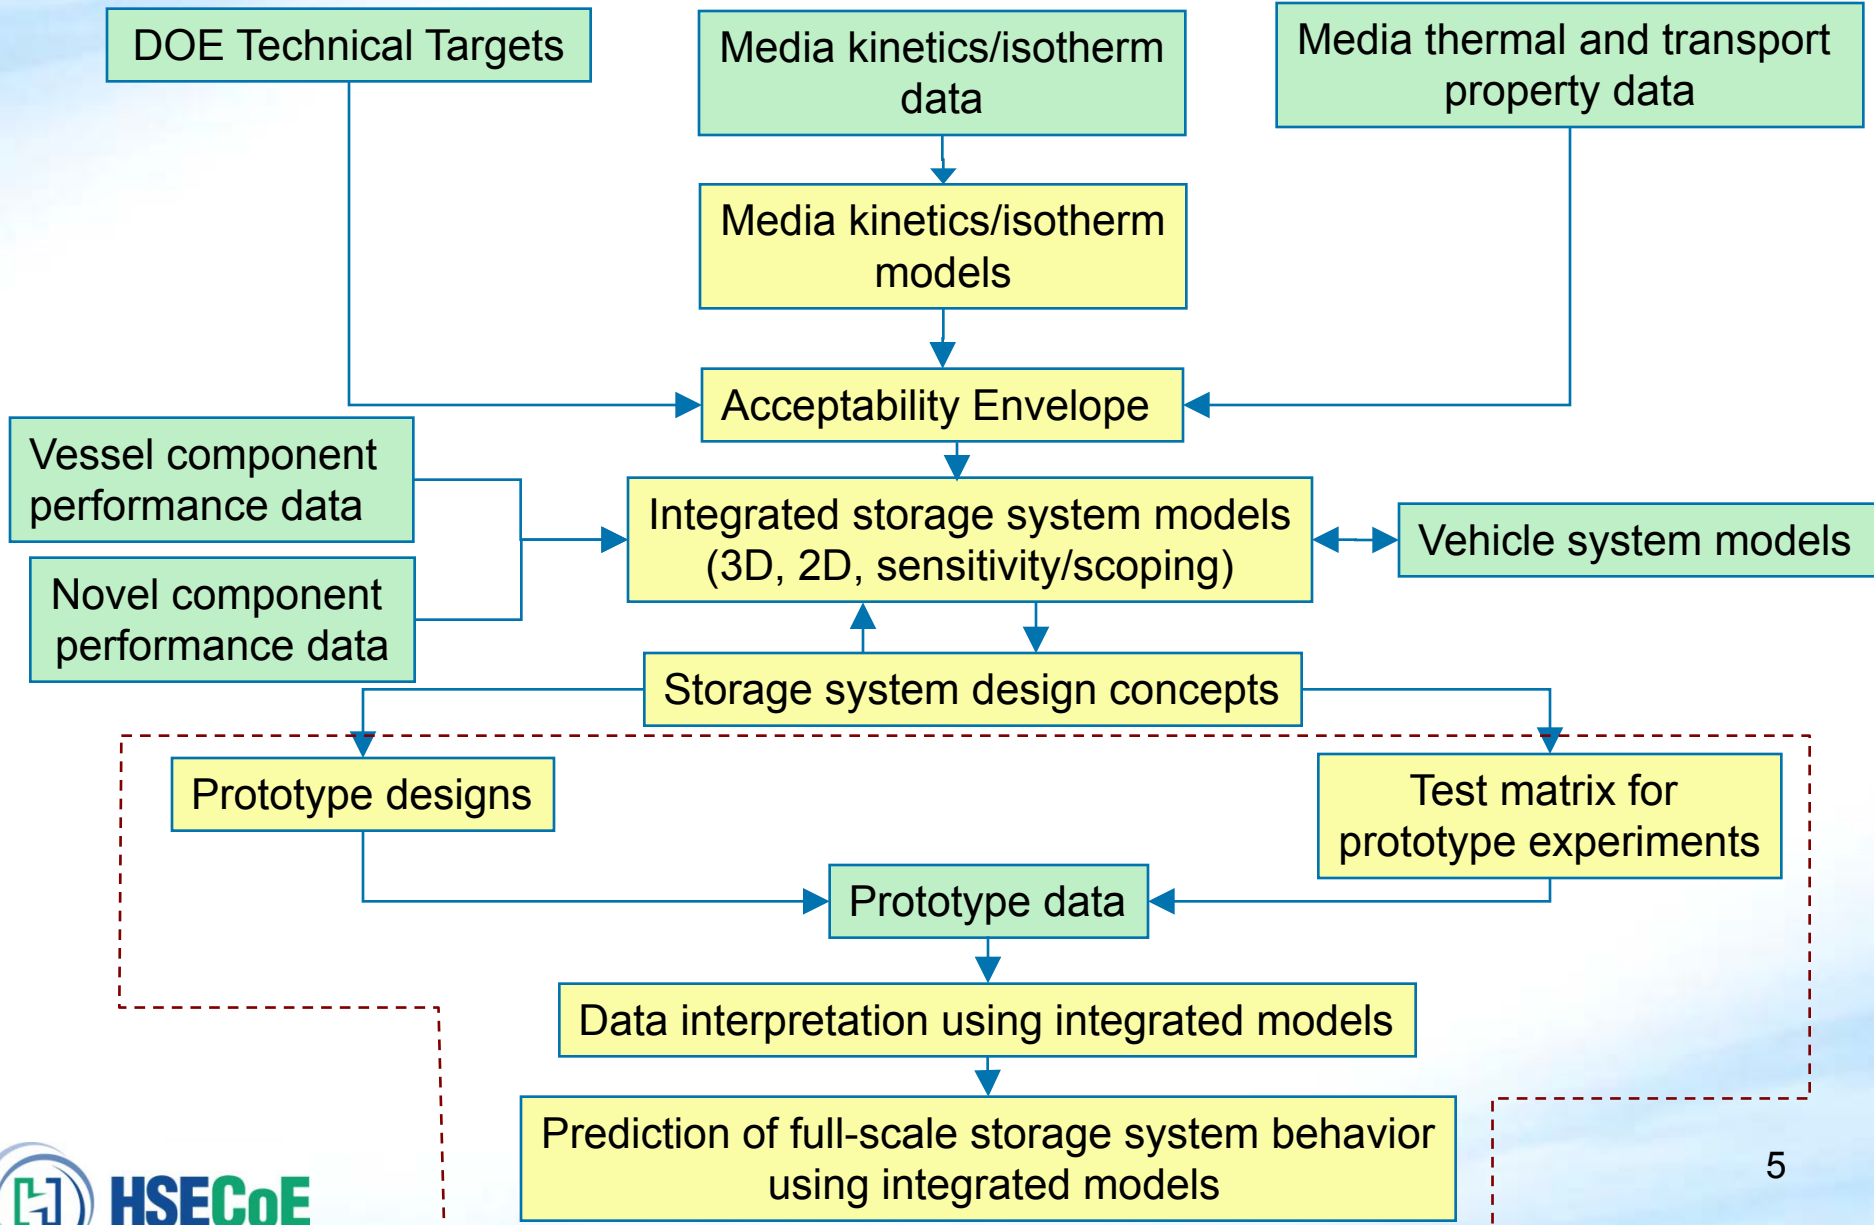 DOE Technical Targets
Media kinetics/isotherm
data
Media thermal and transport
property data
Media kinetics/isotherm
models
Acceptability Envelope
Vessel component
performance data
Integrated storage system models
(3D, 2D, sensitivity/scoping)
Vehicle system models
Novel component
performance data
Storage system design concepts
Prototype designs
Test matrix for
prototype experiments
Prototype data
Data interpretation using integrated models
Prediction of full-scale storage system behavior
using integrated models
HSECoE
5